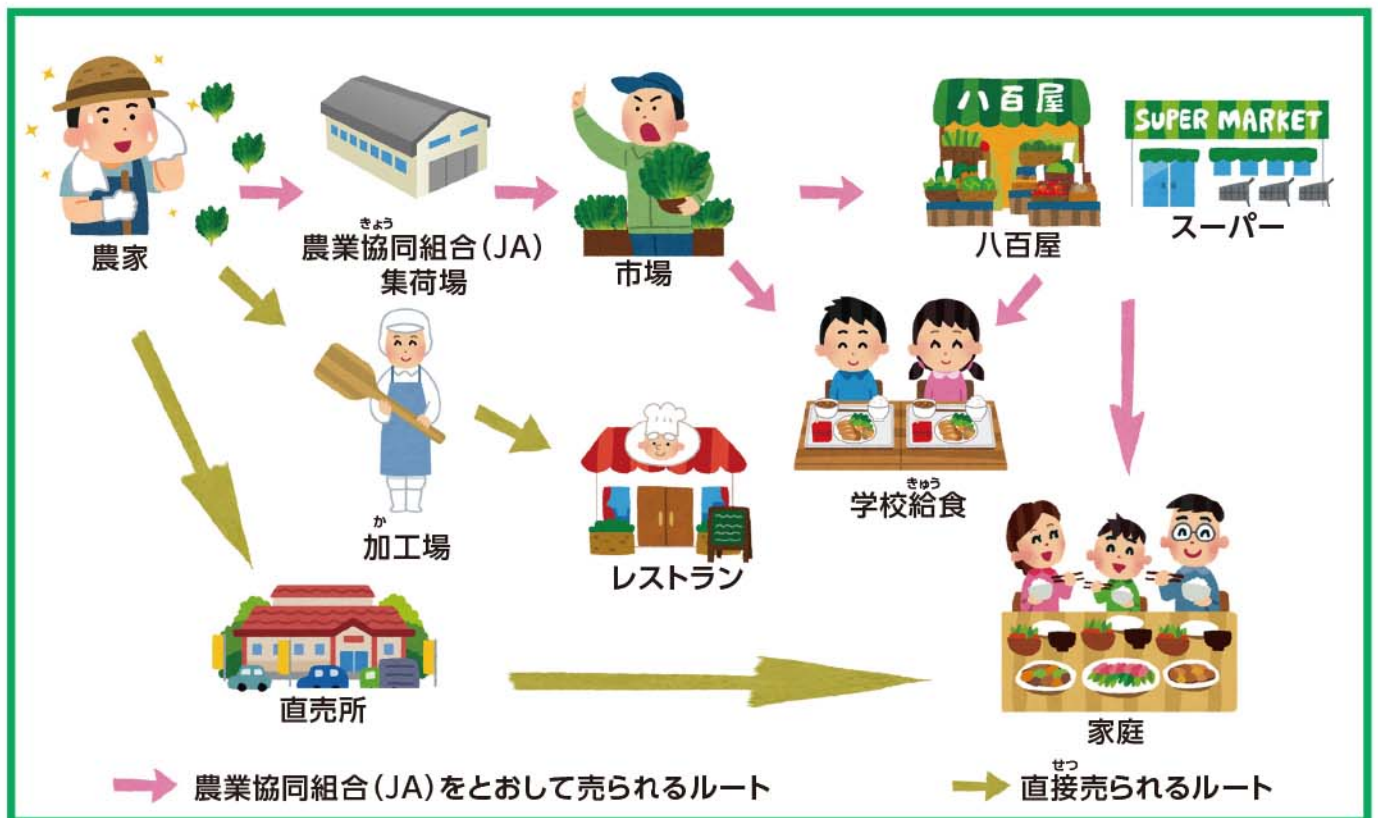 八百屋
SUPER MARKET
農家
農業協同組合(JA)
集荷場
きょう
市場
八百屋
スーパー
加工場
か
レストラン
学校給食
きゅう
直売所
家庭
農業協同組合(JA)をとおして売られるルート
直接売られるルート
せつ